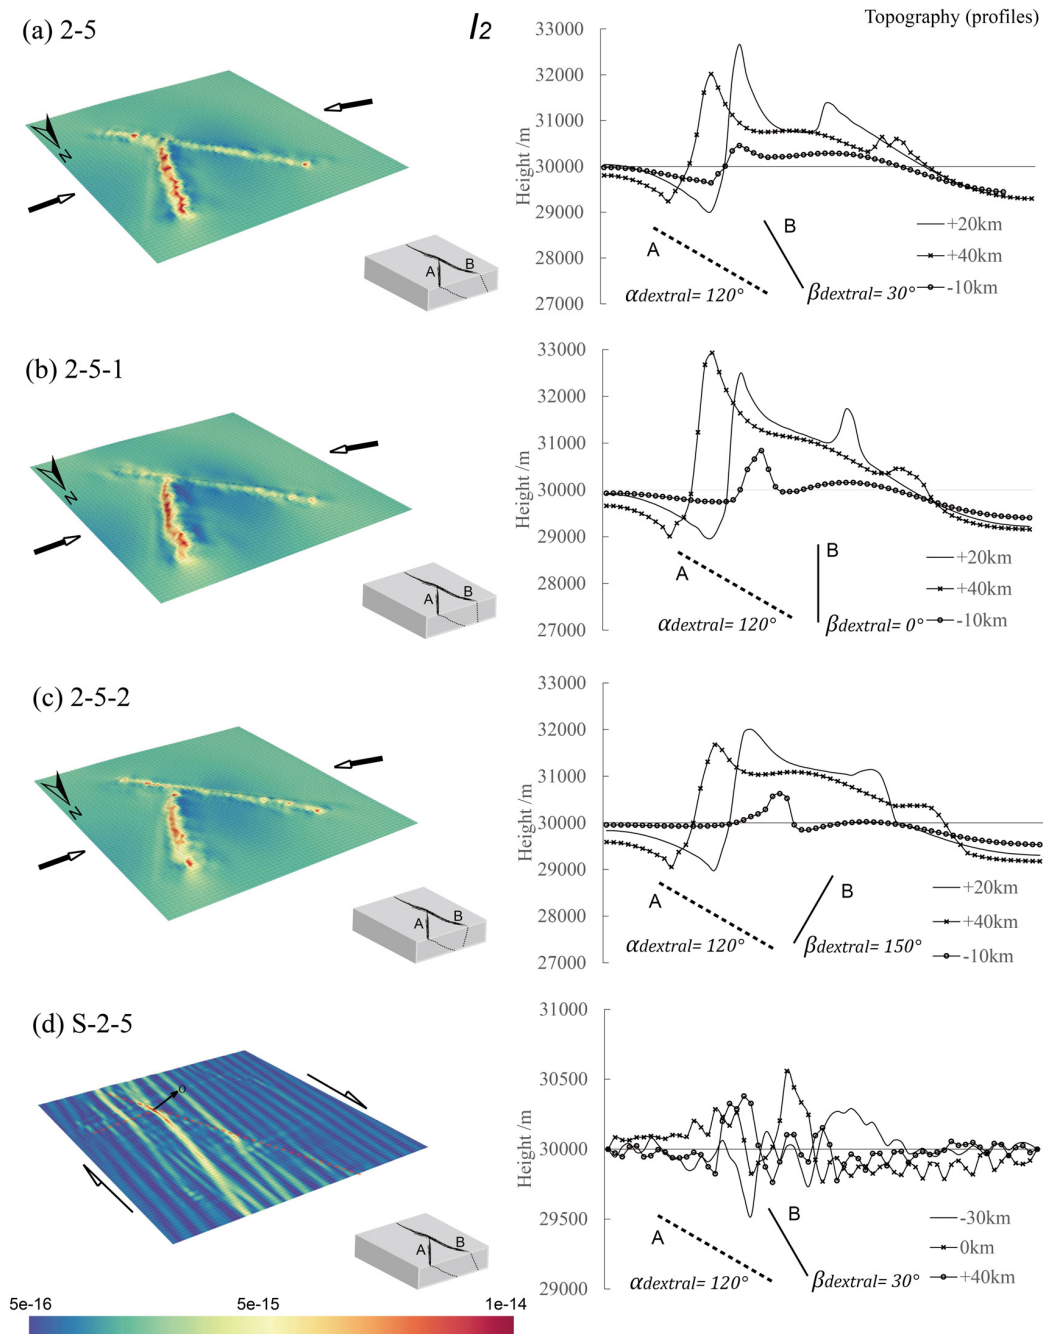 (a) 2-5
I2
Topography (profiles)
N
A
B
Height /m
33000
32000
31000
30000
29000
28000
27000
A
B
αdextral= 120°
βdextral= 30°
+20km
+40km
-10km
(b) 2-5-1
N
A
B
Height /m
33000
32000
31000
30000
29000
28000
27000
A
B
αdextral= 120°
βdextral= 0°
+20km
+40km
-10km
(c) 2-5-2
N
A
B
Height /m
33000
32000
31000
30000
29000
28000
27000
A
B
αdextral= 120°
βdextral= 150°
+20km
+40km
-10km
(d) S-2-5
0
A
B
Height /m
31000
30500
30000
29500
29000
A
B
αdextral= 120°
βdextral= 30°
-30km
0km
+40km
5e-16
5e-15
1e-14